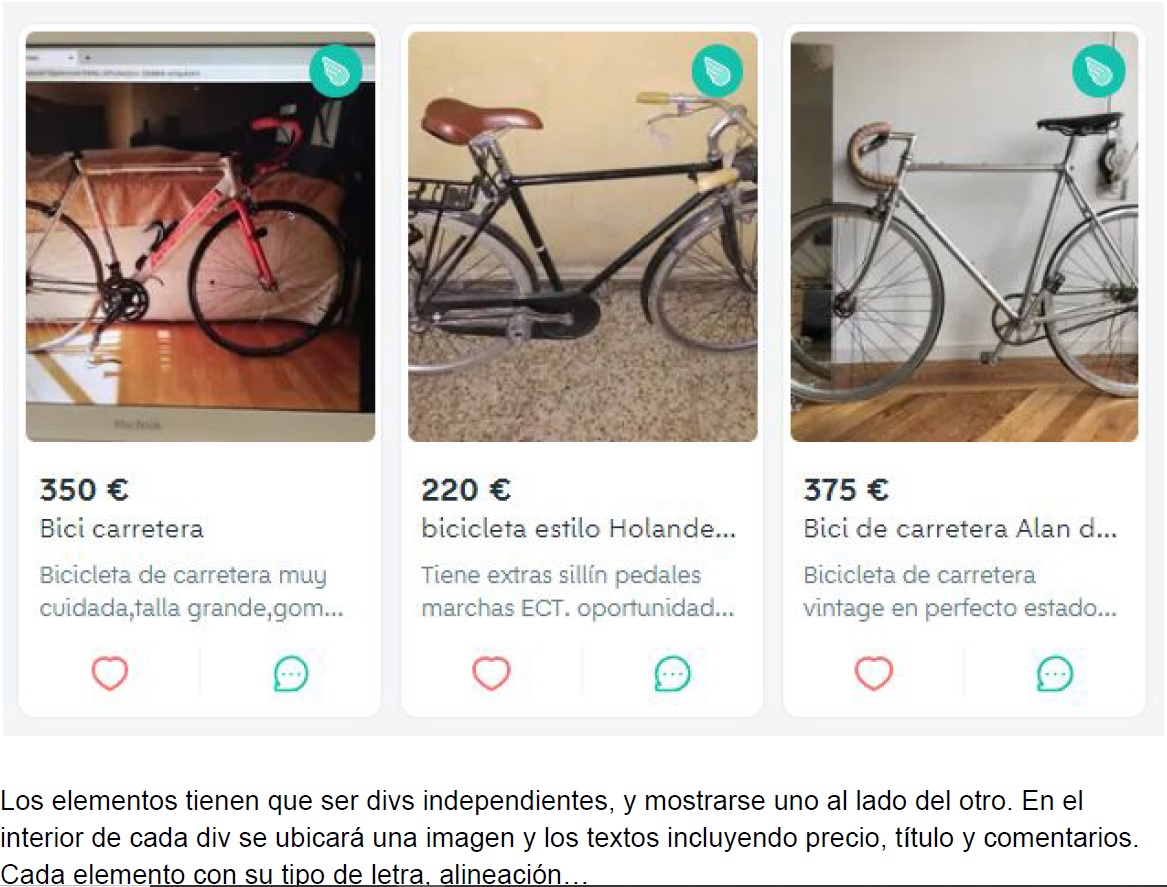 MacBook
350 €
Bici carretera
Bicicleta de carretera muy
cuidada,talla grande,gom...
220 €
bicicleta estilo Holande...
Tiene extras sillín pedales
marchas ECT. oportunidad...
375 €
Bici de carretera Alan d...
Bicicleta de carretera
vintage en perfecto estado...
Los elementos tienen que ser divs independientes, y mostrarse uno al lado del otro. En el
interior de cada div se ubicará una imagen y los textos incluyendo precio, título y comentarios.
Cada elemento con su tipo de letra, alineación…